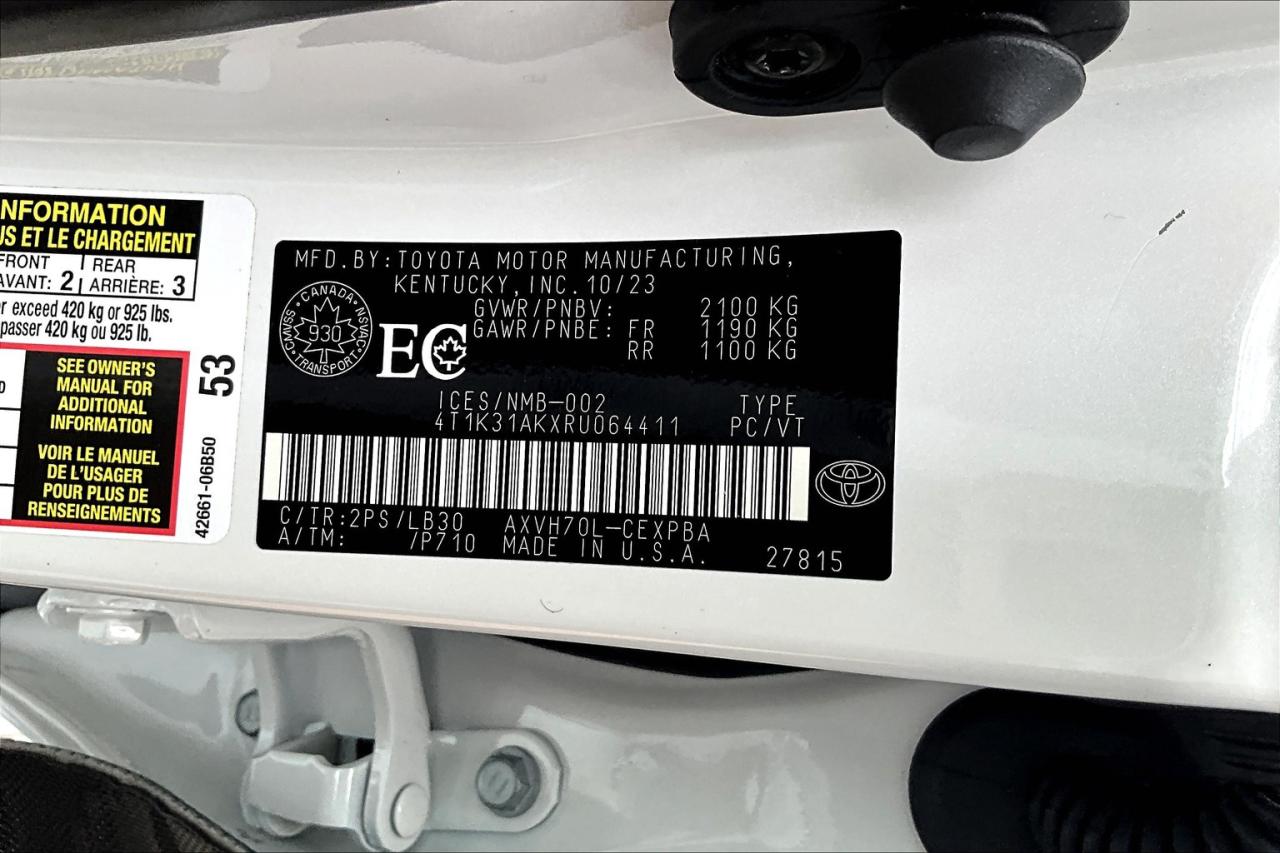 NFORMATION
US ET LE CHARGEMENT
FRONT
AVANT: 2
REAR
ARRIÈRE: 3
r exceed 420 kg or 925 lbs.
passer 420 kg ou 925 lb.
SEE OWNER'S
MANUAL FOR
ADDITIONAL
INFORMATION
VOIR LE MANUEL
DE L'USAGER
POUR PLUS DE
RENSEIGNEMENTS
53
42661-06B50
MFD.BY:TOYOTA MOTOR MANUFACTURING,
KENTUCKY,INC.10/23
GVWR/PNBV: 2100 KG
GAWR/PNBE: FR 1190 KG
RR 1100 KG
CANADA
CMVSS 930 NSVAC
TRANSPORT
EC
ICES/NMB-002 TYPE
4T1K31AKXRU064411 PC/VT
C/TR:2PS/LB30 AXVH70L-CEXPBA
A/TM: /P710 MADE IN U.S.A. 27815